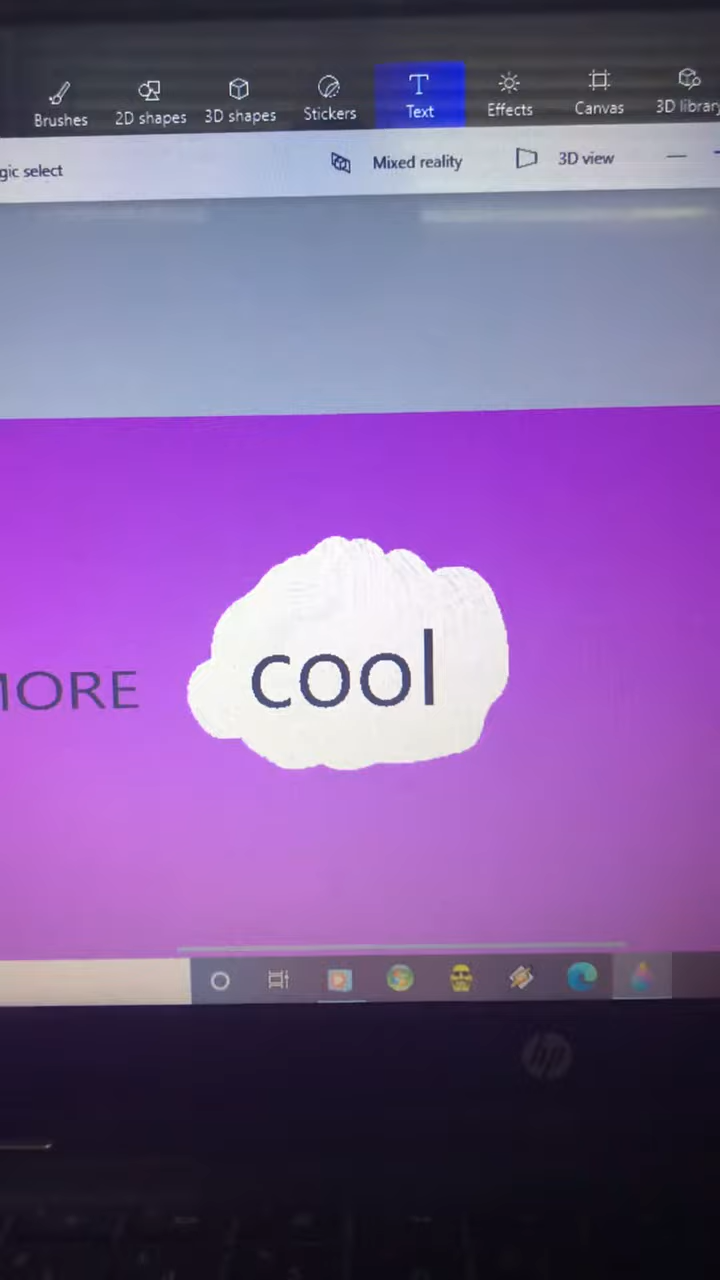 Brushes
2D shapes
3D shapes
Stickers
Text
Effects
Canvas
3D library
gic select
Mixed reality
3D view
MORE
cool
hp